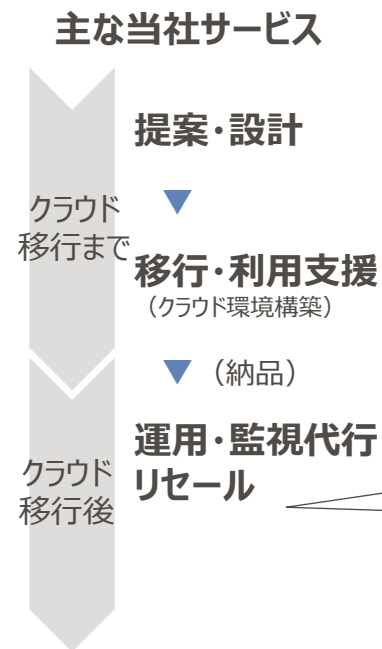 主な当社サービス
提案・設計
▼
クラウド
移行まで
移行・利用支援
（クラウド環境構築）
▼（納品）
運用・監視代行
リセール
クラウド
移行後